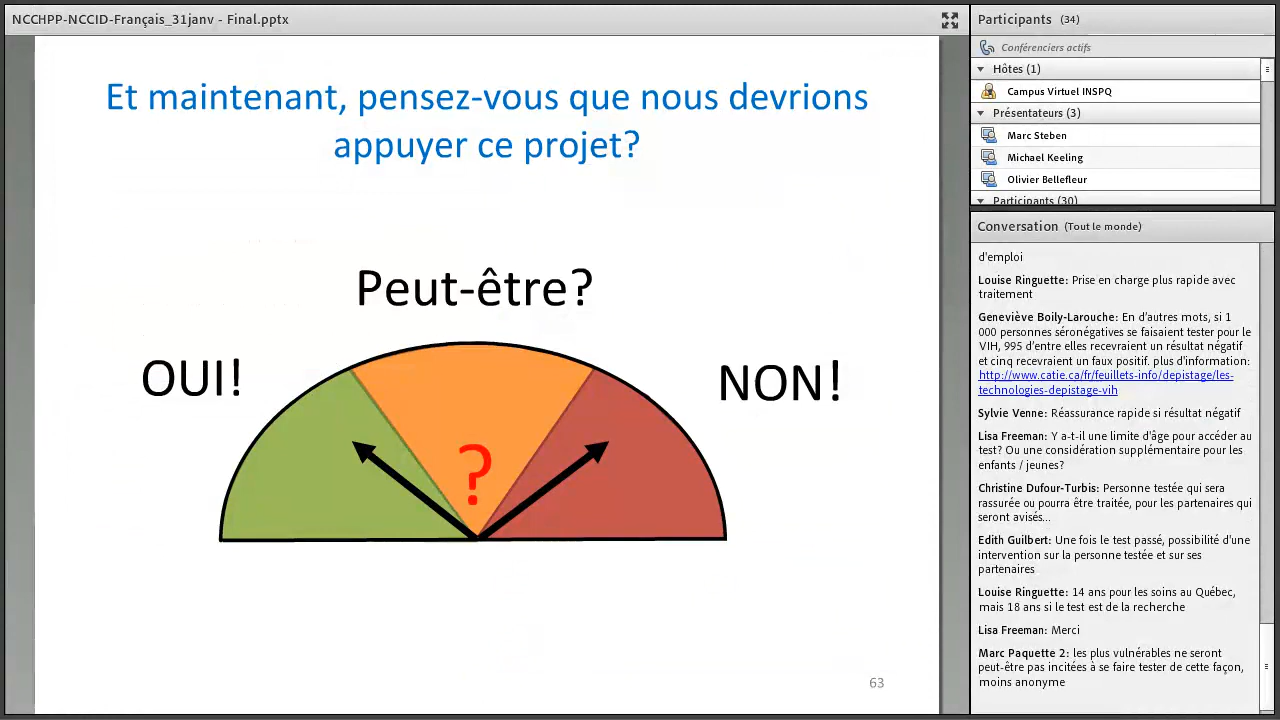 NCCHPP-NCCID-Français_31janv - Final.pptx
Et maintenant, pensez-vous que nous devrions
appuyer ce projet?
Peut-être?
OUI!
NON!
?
63
Participants (34)
Conférenciers actifs
Hôtes (1)
Campus Virtuel INSPQ
Présentateurs (3)
Marc Steben
Michael Keeling
Olivier Bellefleur
Participants (30)
Conversation (Tout le monde)
d'emploi
Louise Ringuette: Prise en charge plus rapide avec
traitement
Geneviève Boily-Larouche: En d'autres mots, si 1
000 personnes séronégatives se faisaient tester pour le
VIH, 995 d'entre elles recevraient un résultat négatif
et cinq recevraient un faux positif. plus d'information:
http://www.catie.ca/fr/feuillets-info/depistage/les-
technologies-depistage-vih
Sylvie Venne: Réassurance rapide si résultat négatif
Lisa Freeman: Y a-t-il une limite d'âge pour accéder au
test? Ou une considération supplémentaire pour les
enfants / jeunes?
Christine Dufour-Turbis: Personne testée qui sera
rassurée ou pourra être traitée, pour les partenaires qui
seront avisés...
Edith Guilbert: Une fois le test passé, possibilité d'une
intervention sur la personne testée et sur ses
partenaires
Louise Ringuette: 14 ans pour les soins au Québec,
mais 18 ans si le test est de la recherche
Lisa Freeman: Merci
Marc Paquette 2: les plus vulnérables ne seront
peut-être pas incitées à se faire tester de cette façon,
moins anonyme